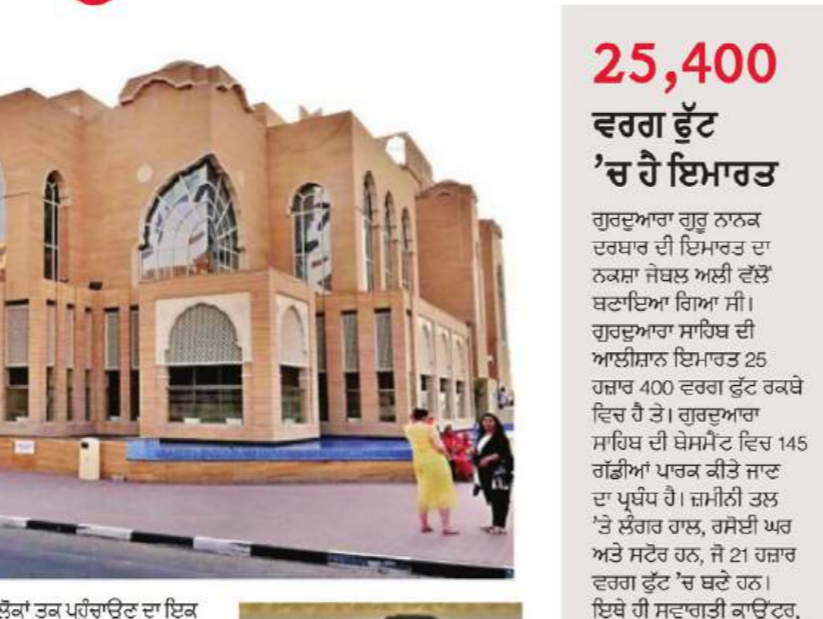 25,400
ਵਰਗ ਫੁੱਟ
’ਚ ਹੈ ਇਮਾਰਤ
ਗੁਰਦੁਆਰਾ ਗੁਰੂ ਨਾਨਕ
ਦਰਬਾਰ ਦੀ ਇਮਾਰਤ ਦਾ
ਨਕਸ਼ਾ ਜੇਬਲ ਅਲੀ ਵੱਲੋਂ
ਬਣਾਇਆ ਗਿਆ ਸੀ।
ਗੁਰਦੁਆਰਾ ਸਾਹਿਬ ਦੀ
ਆਲੀਸ਼ਾਨ ਇਮਾਰਤ 25
ਹਜ਼ਾਰ 400 ਵਰਗ ਫੁੱਟ ਰਕਬੇ
ਵਿਚ ਹੈ ਤੇ। ਗੁਰਦੁਆਰਾ
ਸਾਹਿਬ ਦੀ ਬੇਸਮੈਂਟ ਵਿਚ 145
ਗੱਡੀਆਂ ਪਾਰਕ ਕੀਤੇ ਜਾਣ
ਦਾ ਪ੍ਰਬੰਧ ਹੈ। ਜ਼ਮੀਨੀ ਤਲ
’ਤੇ ਲੰਗਰ ਹਾਲ, ਰਸੋਈ ਘਰ
ਅਤੇ ਸਟੋਰ ਹਨ, ਜੋ 21 ਹਜ਼ਾਰ
ਵਰਗ ਫੁੱਟ ’ਚ ਬਣੇ ਹਨ।
ਇਥੇ ਹੀ ਸਵਾਗਤੀ ਕਾਊਂਟਰ,
ਲੋਕਾਂ ਤਕ ਪਹੁੰਚਾਉਣ ਦਾ ਇਕ